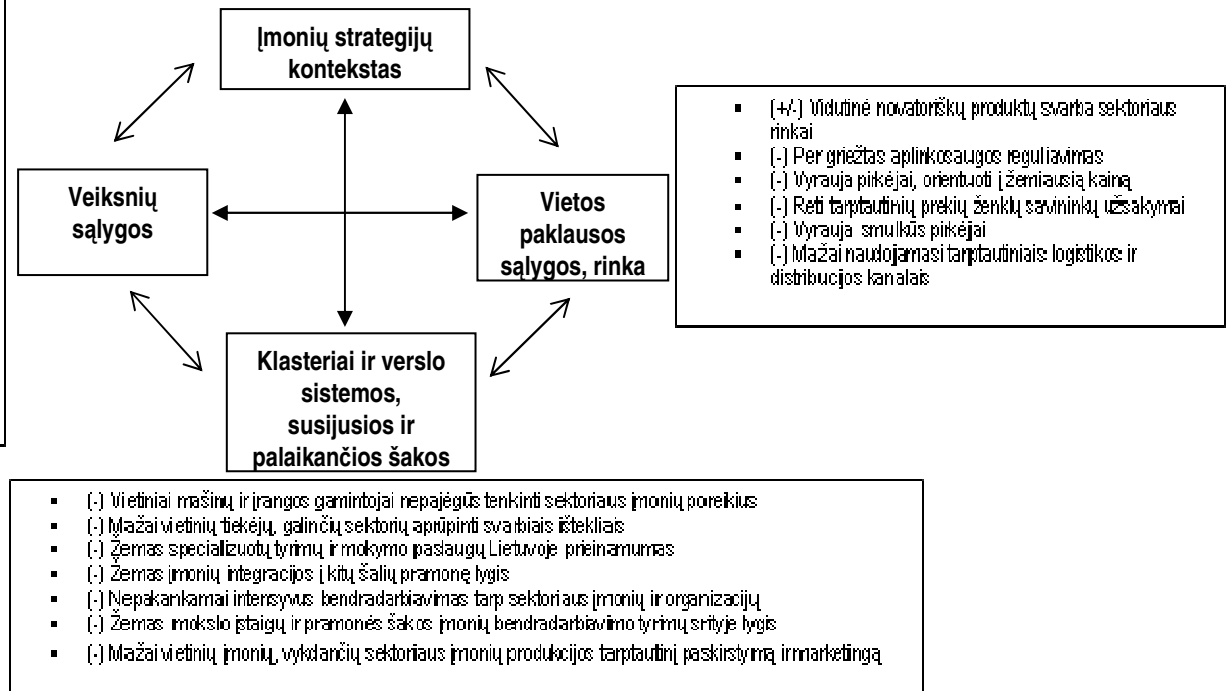 Įmonių strategijų
kontekstas
Veiksnių
sąlygos
Vietos
paklausos
sąlygos, rinka
▪ (+/-) Vidutinė novatoriškų produktų svarba sektoriaus
rinkai
▪ (-) Per griežtas aplinkosaugos reguliavimas
▪ (-) Vyrauja pirkėjai, orientuoti į žemiausią kainą
▪ (-) Reti tarptautinių prekių ženklų savininkų užsakymai
▪ (-) Vyrauja smulkūs pirkėjai
▪ (-) Mažai naudojamasi tarptautiniais logistikos ir
distribucijos kanalais
Klasteriai ir verslo
sistemos,
susijusios ir
palaikančios šakos
▪ (-) Vietiniai mašinų ir įrangos gamintojai nepajėgūs tenkinti sektoriaus įmonių poreikius
▪ (-) Mažai vietinių tiekėjų, galinčių sektorių aprūpinti svarbiais ištekliais
▪ (-) Žemas specializuotų tyrimų ir mokymo paslaugų Lietuvoje prieinamumas
▪ (-) Žemas įmonių integracijos į kitų šalių pramonę lygis
▪ (-) Nepakankamai intensyvus bendradarbiavimas tarp sektoriaus įmonių ir organizacijų
▪ (-) Žemas mokslo įstaigų ir pramonės šakos įmonių bendradarbiavimo tyrimų srityje lygis
▪ (-) Mažai vietinių įmonių, vykdančių sektoriaus įmonių produkcijos tarptautinį paskirstymą ir marketingą